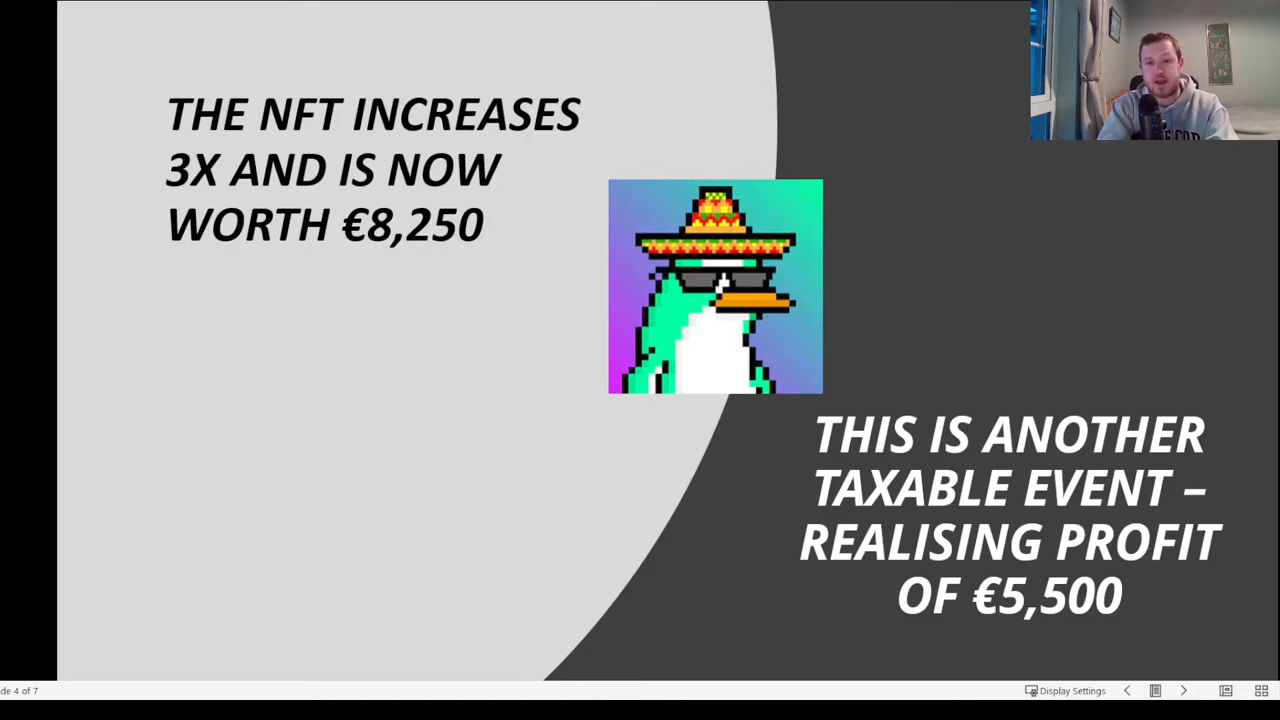 THE NFT INCREASES
3X AND IS NOW
WORTH €8,250
THIS IS ANOTHER
TAXABLE EVENT –
REALISING PROFIT
OF €5,500
de 4 of 7
Display Settings